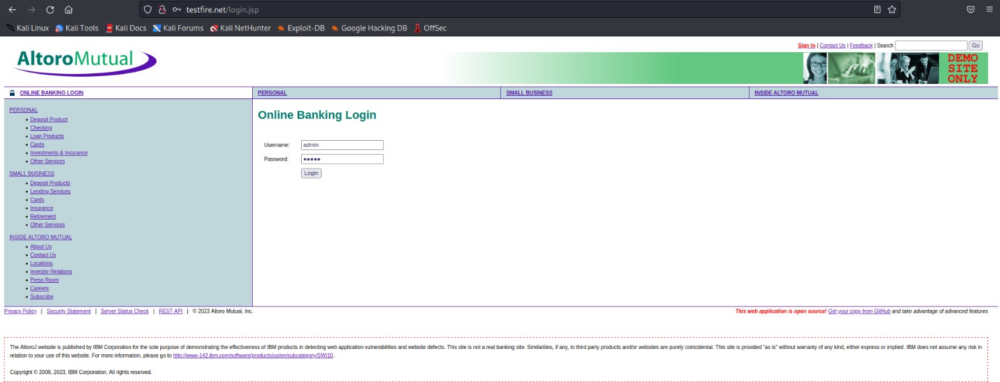 testfire.net/login.jsp
Kali Linux Kali Tools Kali Docs Kali Forums Kali NetHunter Exploit-DB Google Hacking DB OffSec
Sign In | Contact Us | Feedback | Search Go
AltoroMutual
DEMO
SITE
ONLY
ONLINE BANKING LOGIN PERSONAL SMALL BUSINESS INSIDE ALTORO MUTUAL
PERSONAL
• Deposit Product
• Checking
• Loan Products
• Cards
• Investments & Insurance
• Other Services
SMALL BUSINESS
• Deposit Products
• Lending Services
• Cards
• Insurance
• Retirement
• Other Services
INSIDE ALTORO MUTUAL
• About Us
• Contact Us
• Locations
• Investor Relations
• Press Room
• Careers
• Subscribe
Online Banking Login
Username: admin
Password: •••••
Login
Privacy Policy | Security Statement | Server Status Check | REST API | © 2023 Altoro Mutual, Inc.
This web application is open source! Get your copy from GitHub and take advantage of advanced features
The AltoroJ website is published by IBM Corporation for the sole purpose of demonstrating the effectiveness of IBM products in detecting web application vulnerabilities and website defects. This site is not a real banking site. Similarities, if any, to third party products and/or websites are purely coincidental. This site is provided "as is" without warranty of any kind, either express or implied. IBM does not assume any risk in
relation to your use of this website. For more information, please go to http://www-142.ibm.com/software/products/us/en/subcategory/SWI10.
Copyright © 2008, 2023, IBM Corporation, All rights reserved.